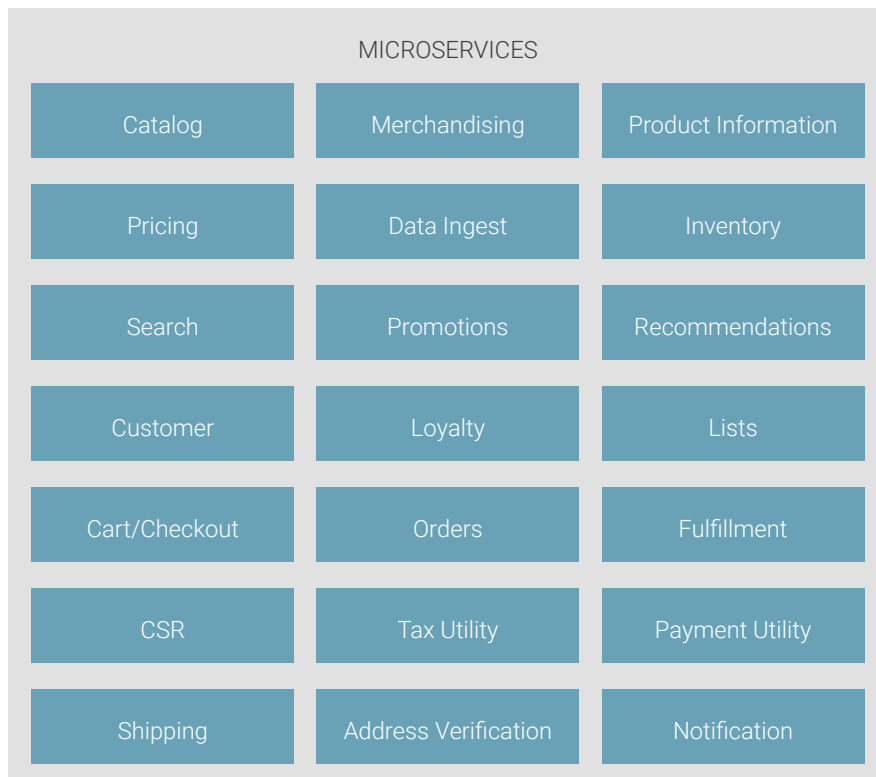 MICROSERVICES
Catalog
Merchandising
Product Information
Pricing
Data Ingest
Inventory
Search
Promotions
Recommendations
Customer
Loyalty
Lists
Cart/Checkout
Orders
Fulfillment
CSR
Tax Utility
Payment Utility
Shipping
Address Verification
Notification